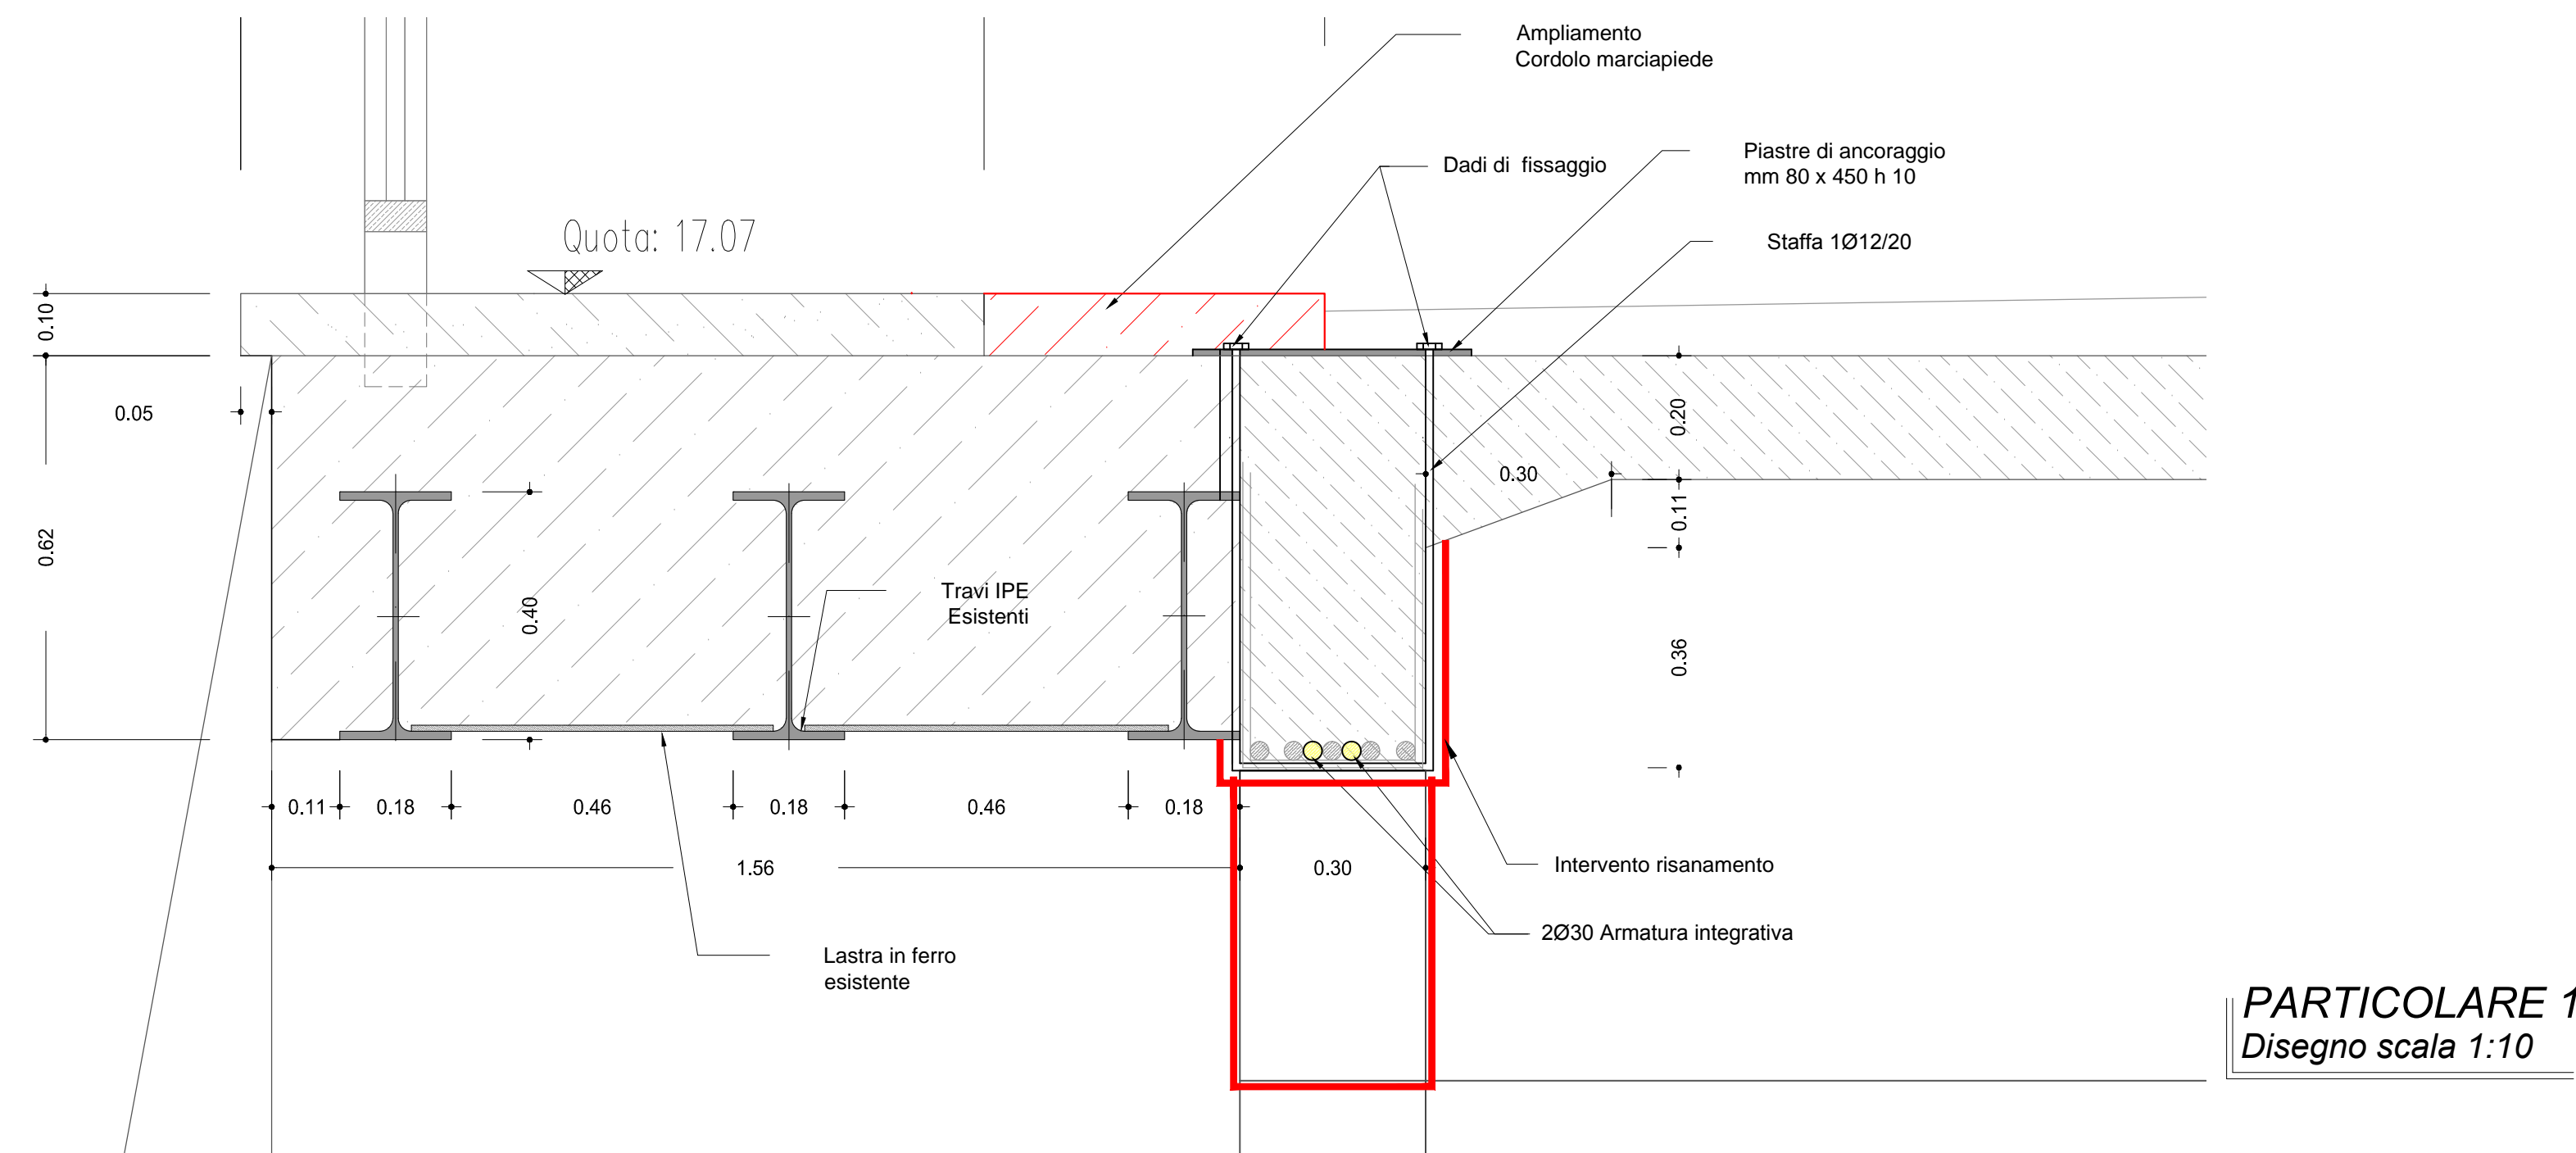 Ampliamento
Cordolo marciapiede
Dadi di fissaggio
Piastre di ancoraggio
mm 80 x 450 h 10
Staffa 1Ø12/20
Quota: 17.07
0.10
0.05
0.62
0.40
Travi IPE
Esistenti
0.20
0.30
0.11
0.36
0.11
0.18
0.46
0.18
0.46
0.18
1.56
0.30
Intervento risanamento
2Ø30 Armatura integrativa
Lastra in ferro
esistente
PARTICOLARE 1
Disegno scala 1:10